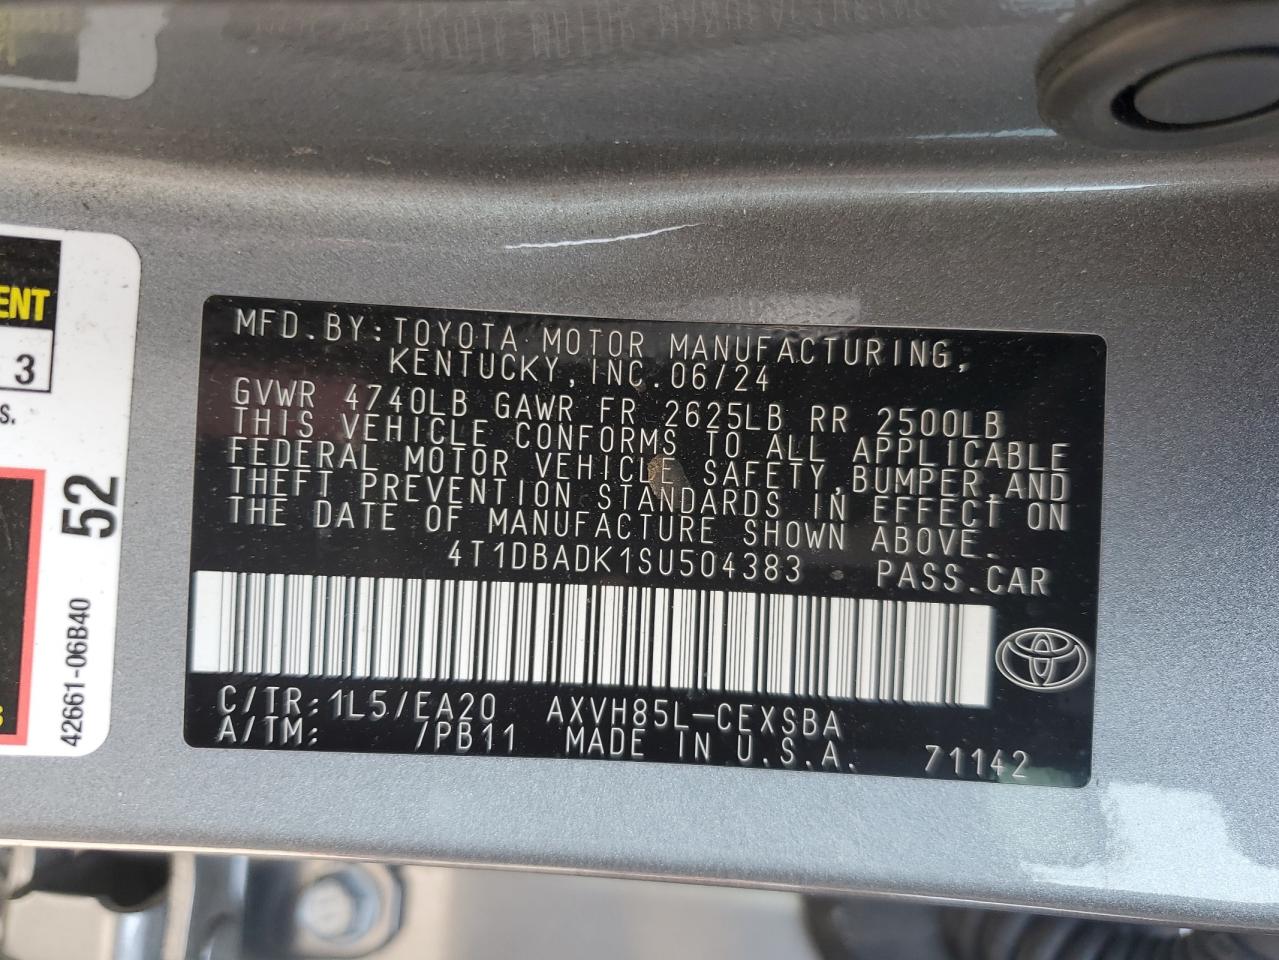 MFD.BY:TOYOTA MOTOR MANUFACTURING,
KENTUCKY,INC.06/24
GVWR 4740LB GAWR FR 2625LB RR 2500LB
THIS VEHICLE CONFORMS TO ALL APPLICABLE
FEDERAL MOTOR VEHICLE SAFETY,BUMPER,AND
THEFT PREVENTION STANDARDS IN EFFECT ON
THE DATE OF MANUFACTURE SHOWN ABOVE.
4T1DBADK1SU504383 PASS.CAR
C/TR:1L5/EA20 AXVH85L-CEXSBA
A/TM: /PB11 MADE IN U.S.A. 71142
ENT
3
s.
52
42661-06B40